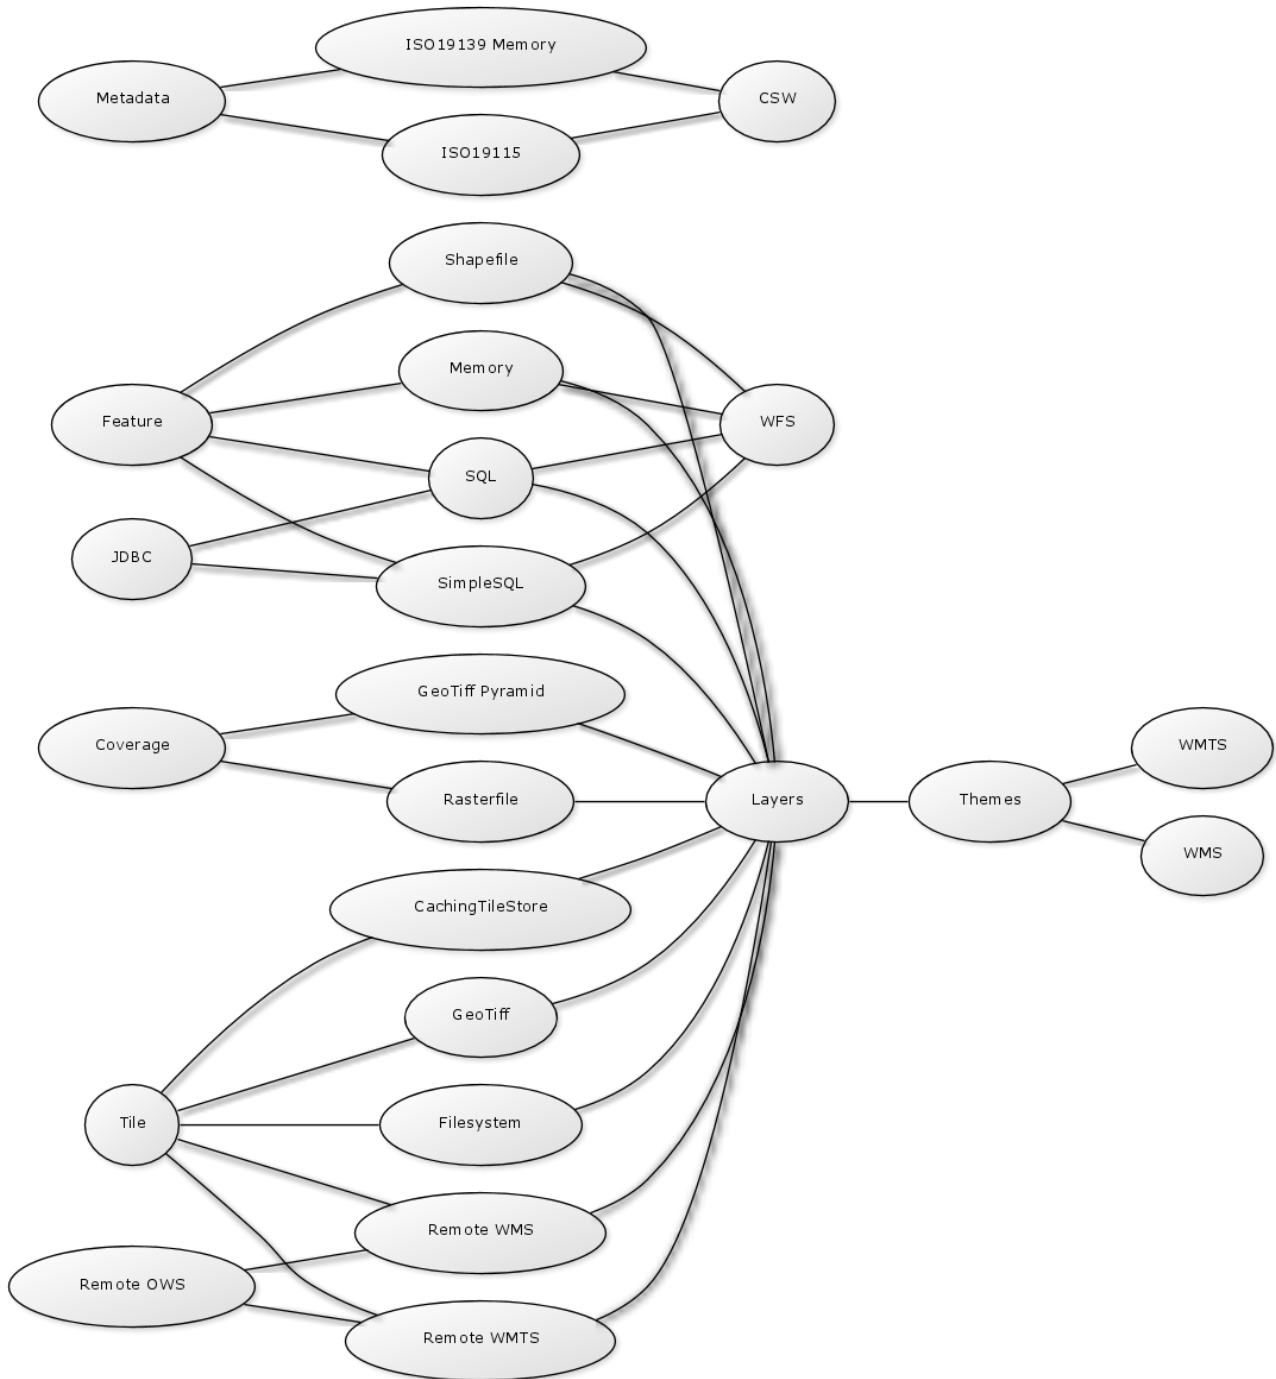 ISO19139 Memory
Metadata
CSW
ISO19115
Shapefile
Memory
Feature
WFS
SQL
JDBC
SimpleSQL
GeoTiff Pyramid
Coverage
WMTS
Rasterfile
Layers
Themes
WMS
CachingTileStore
GeoTiff
Tile
Filesystem
Remote WMS
Remote OWS
Remote WMTS